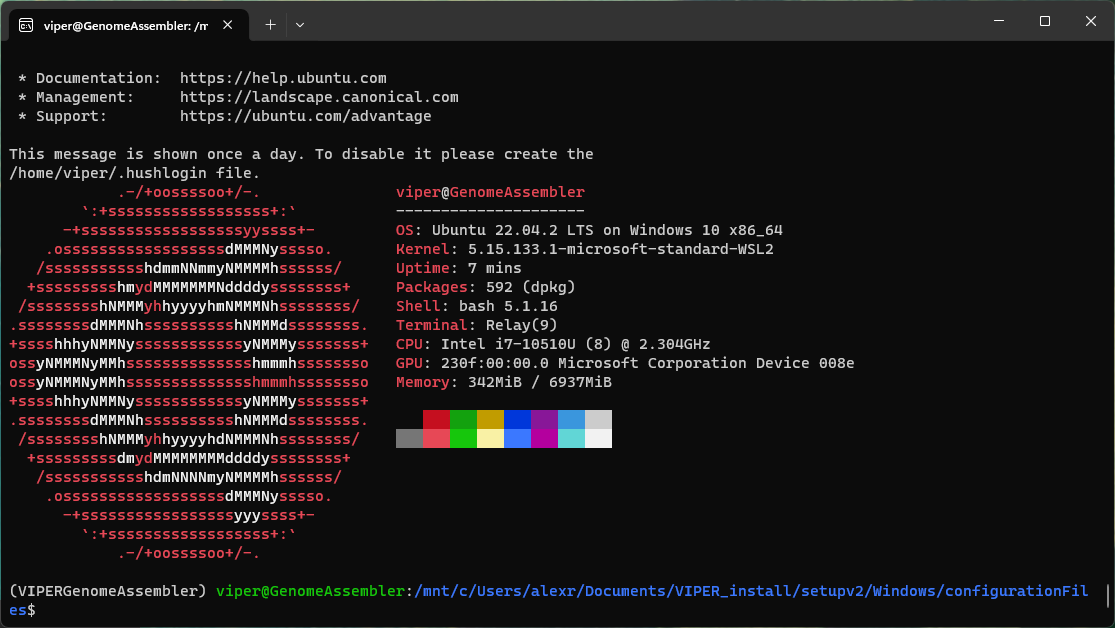 viper@GenomeAssembler: /m
* Documentation:  https://help.ubuntu.com
* Management:     https://landscape.canonical.com
* Support:        https://ubuntu.com/advantage
This message is shown once a day. To disable it please create the
/home/viper/.hushlogin file.
            .-/+oossssoo+/-.               viper@GenomeAssembler
        `:+ssssssssssssssssss+:`           ---------------------
      -+ssssssssssssssssssyyssss+-         OS: Ubuntu 22.04.2 LTS on Windows 10 x86_64
    .ossssssssssssssssssdMMMNysssso.       Kernel: 5.15.133.1-microsoft-standard-WSL2
   /ssssssssssshdmmNNmmyNMMMMhssssss/      Uptime: 7 mins
  +ssssssssshmydMMMMMMMNddddyssssssss+     Packages: 592 (dpkg)
 /sssssssshNMMMyhhyyyyhmNMMMNhssssssss/    Shell: bash 5.1.16
.ssssssssdMMMNhsssssssssshNMMMdssssssss.   Terminal: Relay(9)
+sssshhhyNMMNyssssssssssssyNMMMysssssss+   CPU: Intel i7-10510U (8) @ 2.304GHz
ossyNMMMNyMMhsssssssssssssshmmmhssssssso   GPU: 230f:00:00.0 Microsoft Corporation Device 008e
ossyNMMMNyMMhsssssssssssssshmmmhssssssso   Memory: 342MiB / 6937MiB
+sssshhhyNMMNyssssssssssssyNMMMysssssss+
.ssssssssdMMMNhsssssssssshNMMMdssssssss.
 /sssssssshNMMMyhhyyyyhdNMMMNhssssssss/
  +sssssssssdmydMMMMMMMMddddyssssssss+
   /ssssssssssshdmNNNNmyNMMMMhssssss/
    .ossssssssssssssssssdMMMNysssso.
      -+sssssssssssssssssyyyssss+-
        `:+ssssssssssssssssss+:`
            .-/+oossssoo+/-.
(VIPERGenomeAssembler) viper@GenomeAssembler:/mnt/c/Users/alexr/Documents/VIPER_install/setupv2/Windows/configurationFil
es$